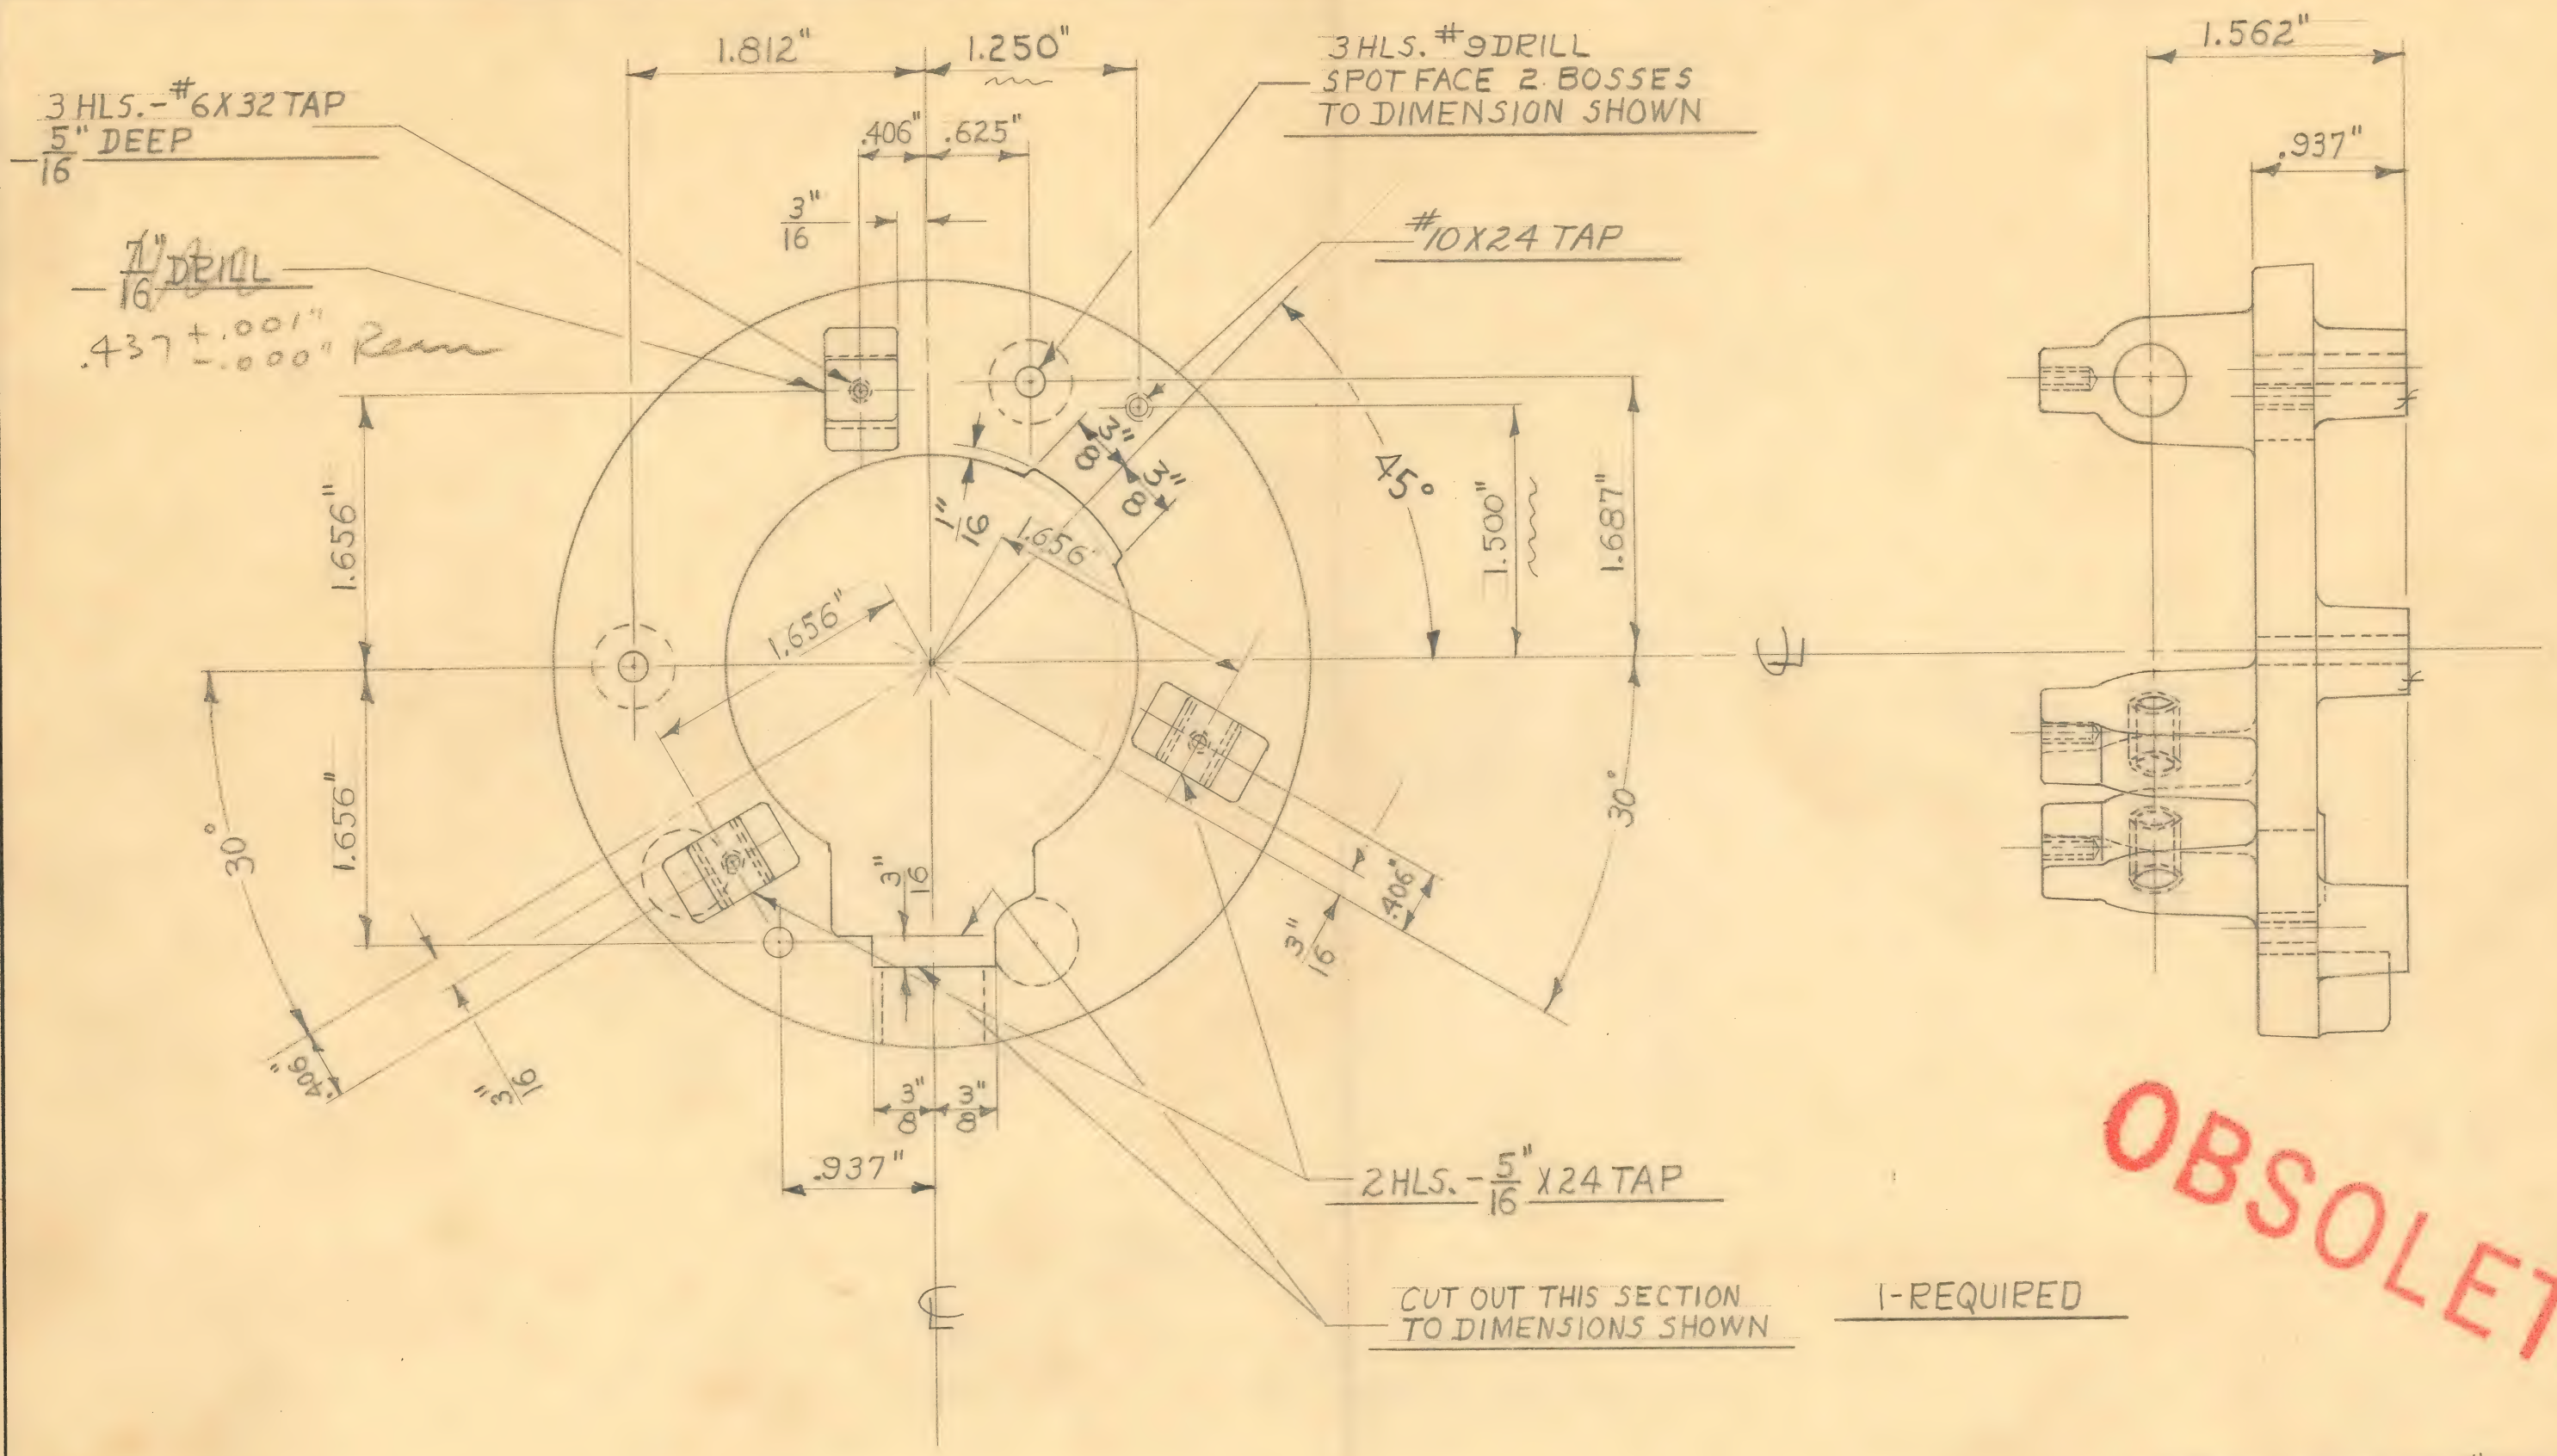 1.812"
1.250"
3 HLS. #9 DRILL
SPOT FACE 2 BOSSES
TO DIMENSION SHOWN
1.562"
3 HLS. - #6 X 32 TAP
5/16" DEEP
.406"
.625"
.937"
3/16"
#10 X 24 TAP
7/16" DRILL
.437 +.001" -.000" Ream
3/8"
3/8"
45°
1/16"
1.656"
1.656"
1.500"
1.687"
1.656"
℄
1.656"
30°
30°
3/16"
.406"
3/16"
.406"
3/16"
3/8"
3/8"
.937"
2 HLS. - 5/16" X 24 TAP
℄
CUT OUT THIS SECTION
TO DIMENSIONS SHOWN
1-REQUIRED
OBSOLET